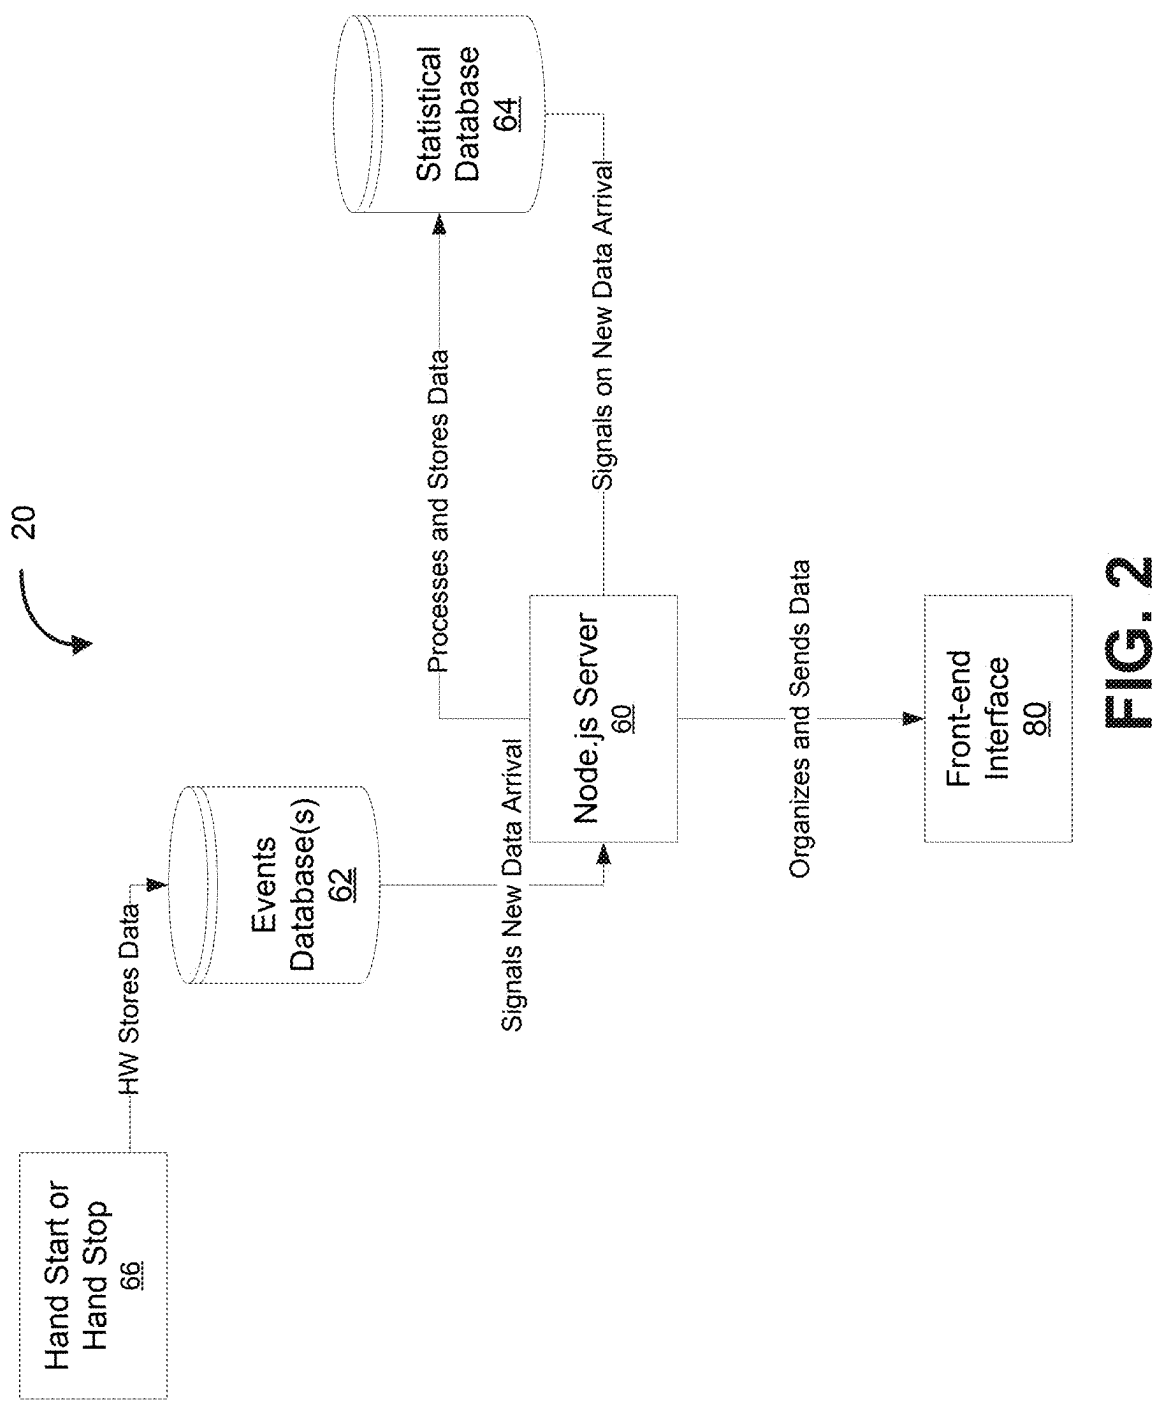 20
Hand Start or
Hand Stop
66
HW Stores Data
Events
Database(s)
62
Signals New Data Arrival
Node.js Server
60
Processes and Stores Data
Statistical
Database
64
Signals on New Data Arrival
Organizes and Sends Data
Front-end
Interface
80
FIG. 2